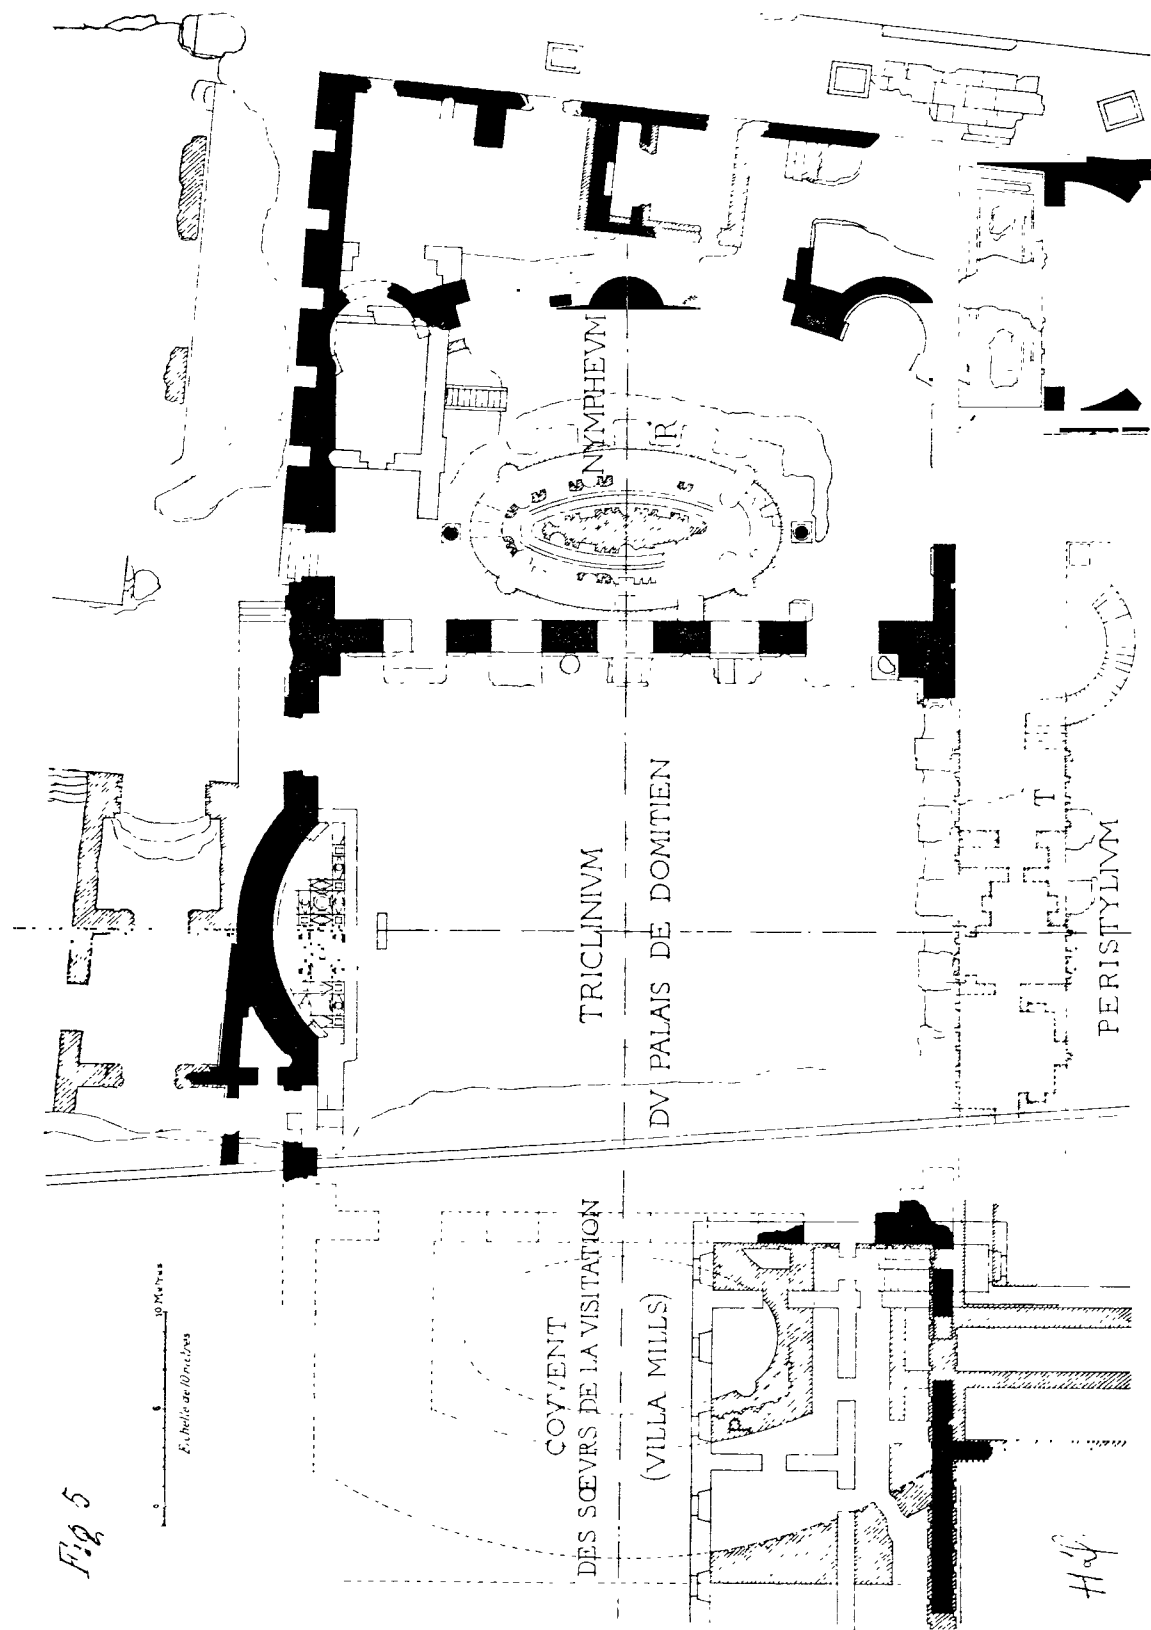 Fig 5
0 5 10 Metres
Echelle de 10 mètres
NYMPHEVM
R
TRICLINIVM
DV PALAIS DE DOMITIEN
T
PERISTYLIVM
COVVENT
DES SŒVRS DE LA VISITATION
(VILLA MILLS)
P